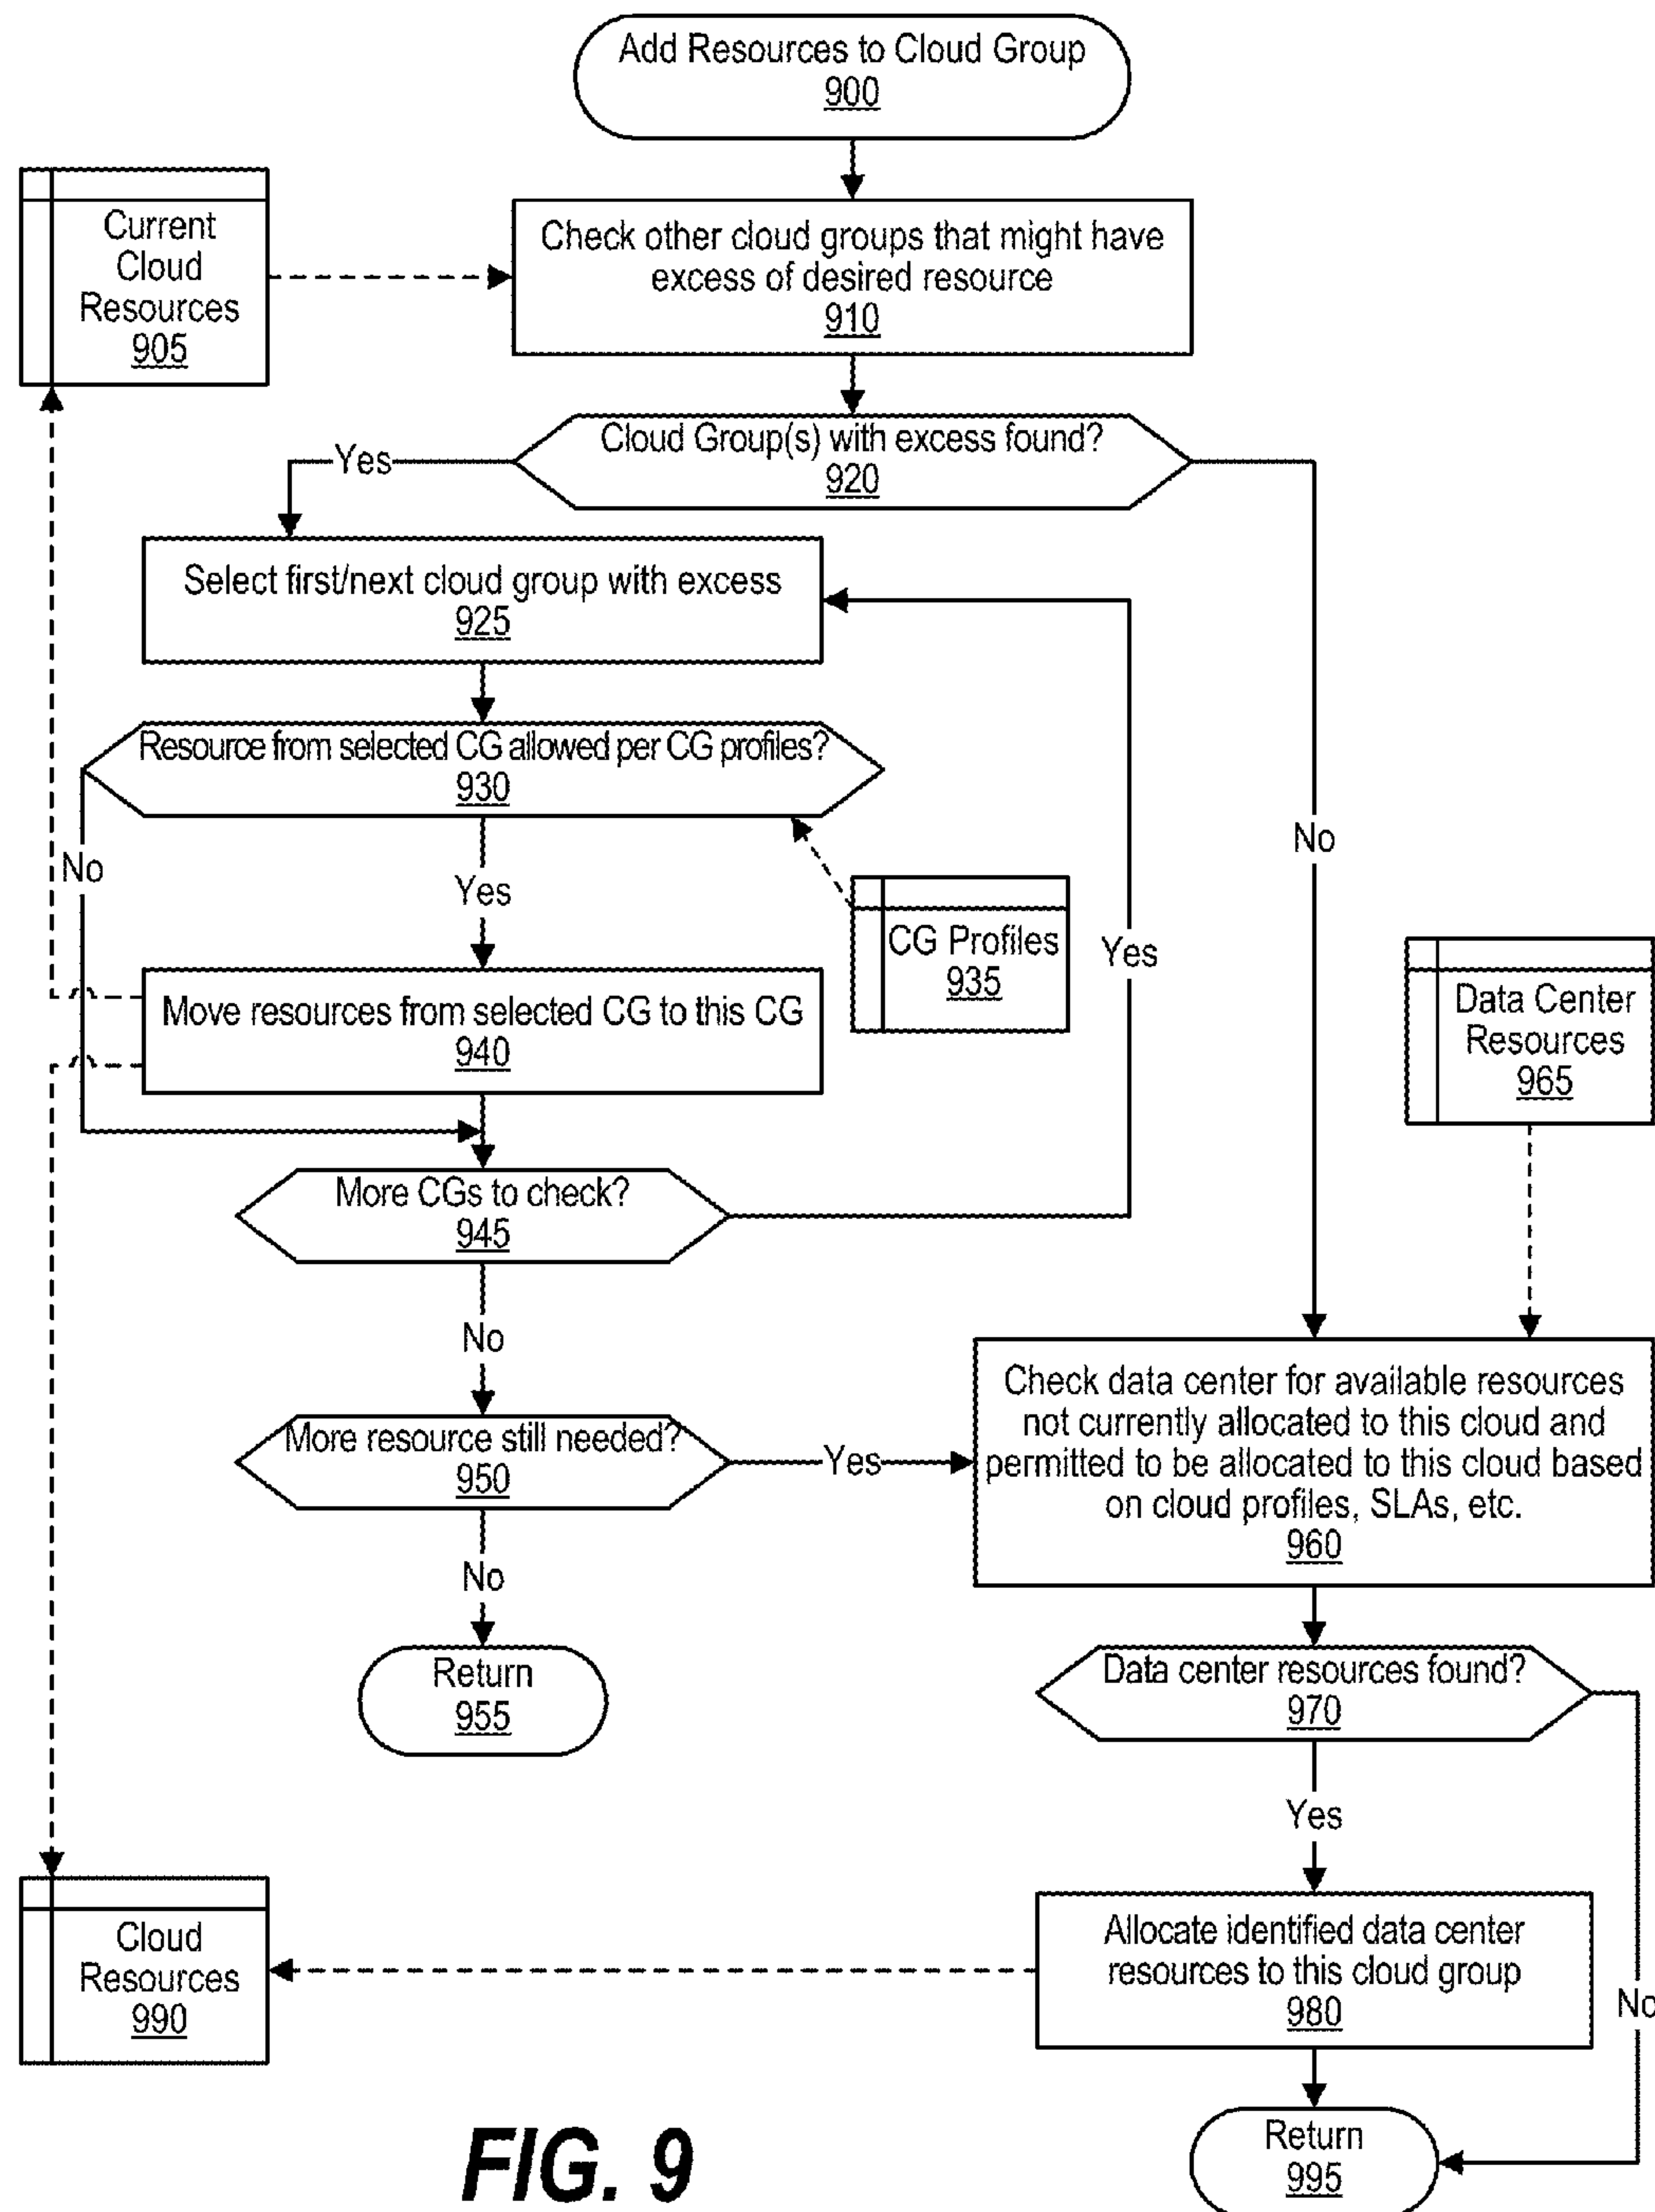 Add Resources to Cloud Group
900
Current
Cloud
Resources
905
Check other cloud groups that might have
excess of desired resource
910
Cloud Group(s) with excess found?
920
Yes
Select first/next cloud group with excess
925
Resource from selected CG allowed per CG profiles?
930
No
No
Yes
CG Profiles
935
Yes
Data Center
Resources
965
Move resources from selected CG to this CG
940
More CGs to check?
945
No
More resource still needed?
950
Yes
Check data center for available resources
not currently allocated to this cloud and
permitted to be allocated to this cloud based
on cloud profiles, SLAs, etc.
960
No
Return
955
Data center resources found?
970
Yes
Cloud
Resources
990
Allocate identified data center
resources to this cloud group
980
No
Return
995
FIG. 9